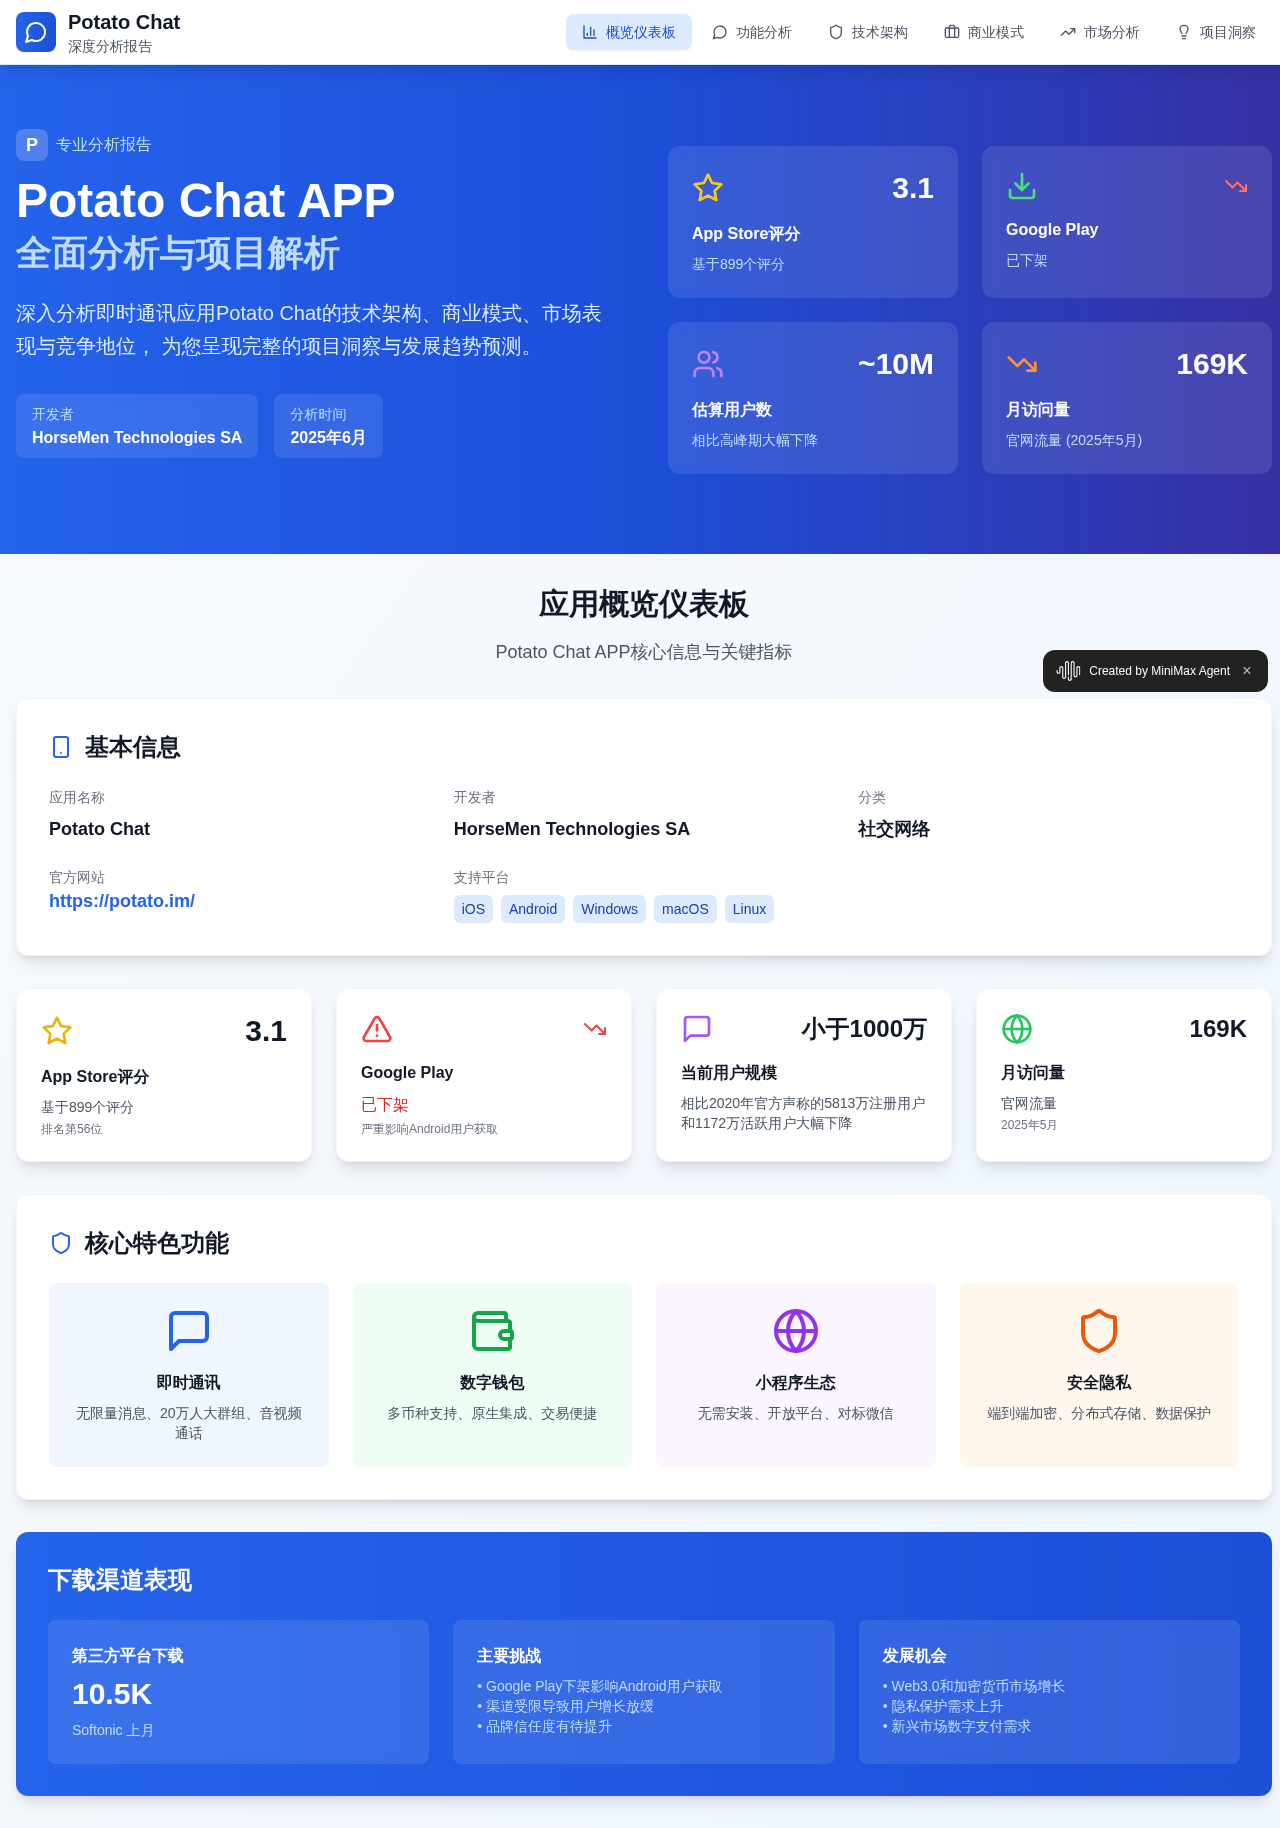 Potato Chat
深度分析报告
概览仪表板
功能分析
技术架构
商业模式
市场分析
项目洞察
P 专业分析报告
Potato Chat APP
全面分析与项目解析
深入分析即时通讯应用Potato Chat的技术架构、商业模式、市场表
现与竞争地位， 为您呈现完整的项目洞察与发展趋势预测。
开发者
HorseMen Technologies SA
分析时间
2025年6月
3.1
App Store评分
基于899个评分
Google Play
已下架
~10M
估算用户数
相比高峰期大幅下降
169K
月访问量
官网流量 (2025年5月)
应用概览仪表板
Potato Chat APP核心信息与关键指标
Created by MiniMax Agent ×
基本信息
应用名称
Potato Chat
开发者
HorseMen Technologies SA
分类
社交网络
官方网站
https://potato.im/
支持平台
iOS
Android
Windows
macOS
Linux
3.1
App Store评分
基于899个评分
排名第56位
Google Play
已下架
严重影响Android用户获取
小于1000万
当前用户规模
相比2020年官方声称的5813万注册用户
和1172万活跃用户大幅下降
169K
月访问量
官网流量
2025年5月
核心特色功能
即时通讯
无限量消息、20万人大群组、音视频
通话
数字钱包
多币种支持、原生集成、交易便捷
小程序生态
无需安装、开放平台、对标微信
安全隐私
端到端加密、分布式存储、数据保护
下载渠道表现
第三方平台下载
10.5K
Softonic 上月
主要挑战
• Google Play下架影响Android用户获取
• 渠道受限导致用户增长放缓
• 品牌信任度有待提升
发展机会
• Web3.0和加密货币市场增长
• 隐私保护需求上升
• 新兴市场数字支付需求